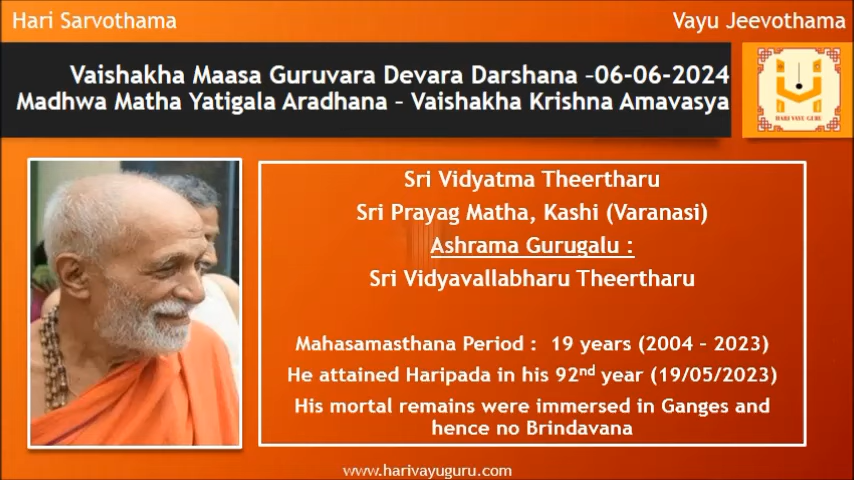 Hari Sarvothama
Vayu Jeevothama
Vaishakha Maasa Guruvara Devara Darshana –06-06-2024
Madhwa Matha Yatigala Aradhana – Vaishakha Krishna Amavasya
HARI VAYU GURU
Sri Vidyatma Theertharu
Sri Prayag Matha, Kashi (Varanasi)
Ashrama Gurugalu :
Sri Vidyavallabharu Theertharu
Mahasamasthana Period : 19 years (2004 – 2023)
He attained Haripada in his 92nd year (19/05/2023)
His mortal remains were immersed in Ganges and
hence no Brindavana
www.harivayuguru.com